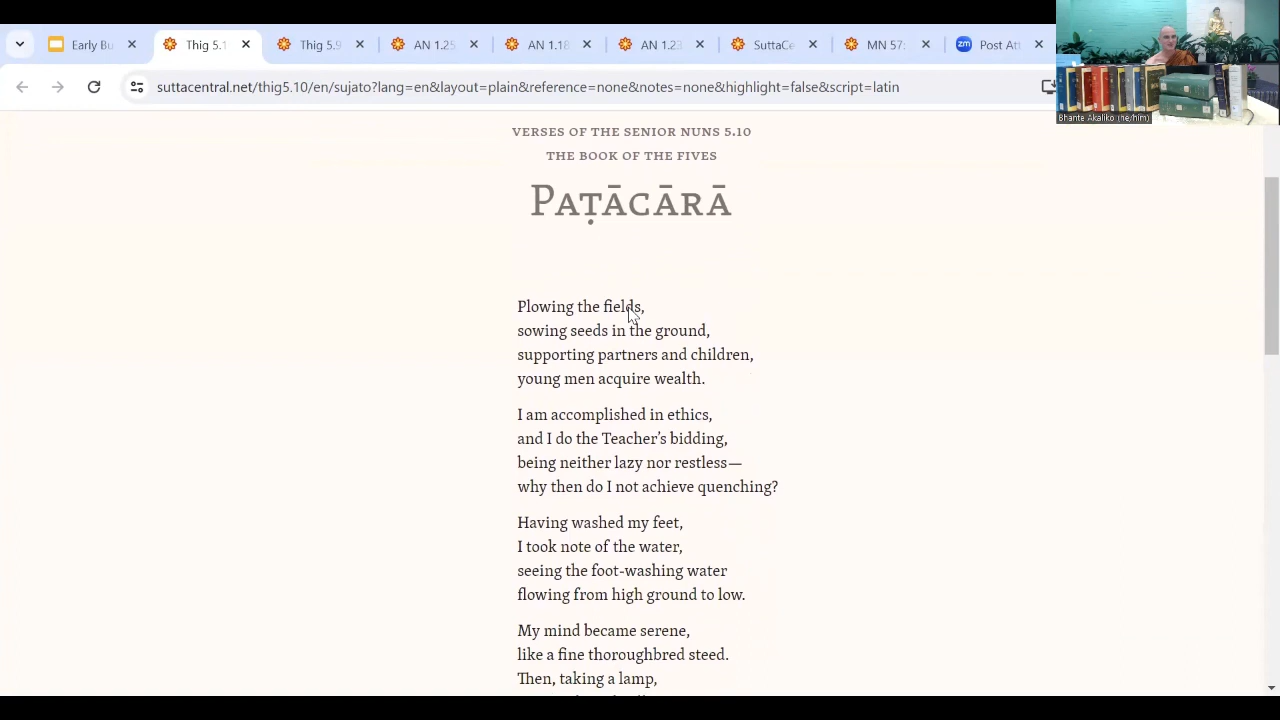 Early Bu
Thig 5.1
Thig 5.9
AN 1.25
AN 1.18
AN 1.23
SuttaCe
MN 57
Post Att
suttacentral.net/thig5.10/en/sujato?lang=en&layout=plain&reference=none&notes=none&highlight=false&script=latin
Bhante Akaliko (he/him)
VERSES OF THE SENIOR NUNS 5.10
THE BOOK OF THE FIVES
Paṭācārā
Plowing the fields,
sowing seeds in the ground,
supporting partners and children,
young men acquire wealth.
I am accomplished in ethics,
and I do the Teacher’s bidding,
being neither lazy nor restless—
why then do I not achieve quenching?
Having washed my feet,
I took note of the water,
seeing the foot-washing water
flowing from high ground to low.
My mind became serene,
like a fine thoroughbred steed.
Then, taking a lamp,